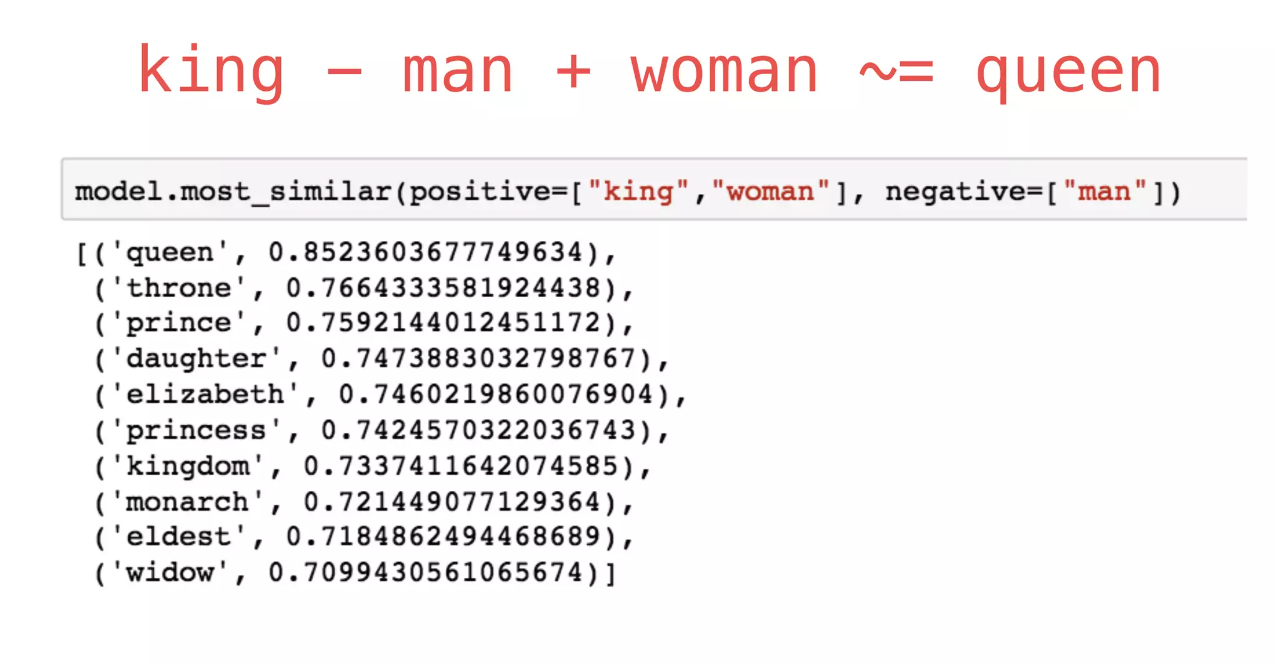 king − man + woman ~= queen
model.most_similar(positive=["king","woman"], negative=["man"])
[('queen', 0.8523603677749634),
('throne', 0.7664333581924438),
('prince', 0.7592144012451172),
('daughter', 0.7473883032798767),
('elizabeth', 0.7460219860076904),
('princess', 0.7424570322036743),
('kingdom', 0.7337411642074585),
('monarch', 0.721449077129364),
('eldest', 0.7184862494468689),
('widow', 0.7099430561065674)]